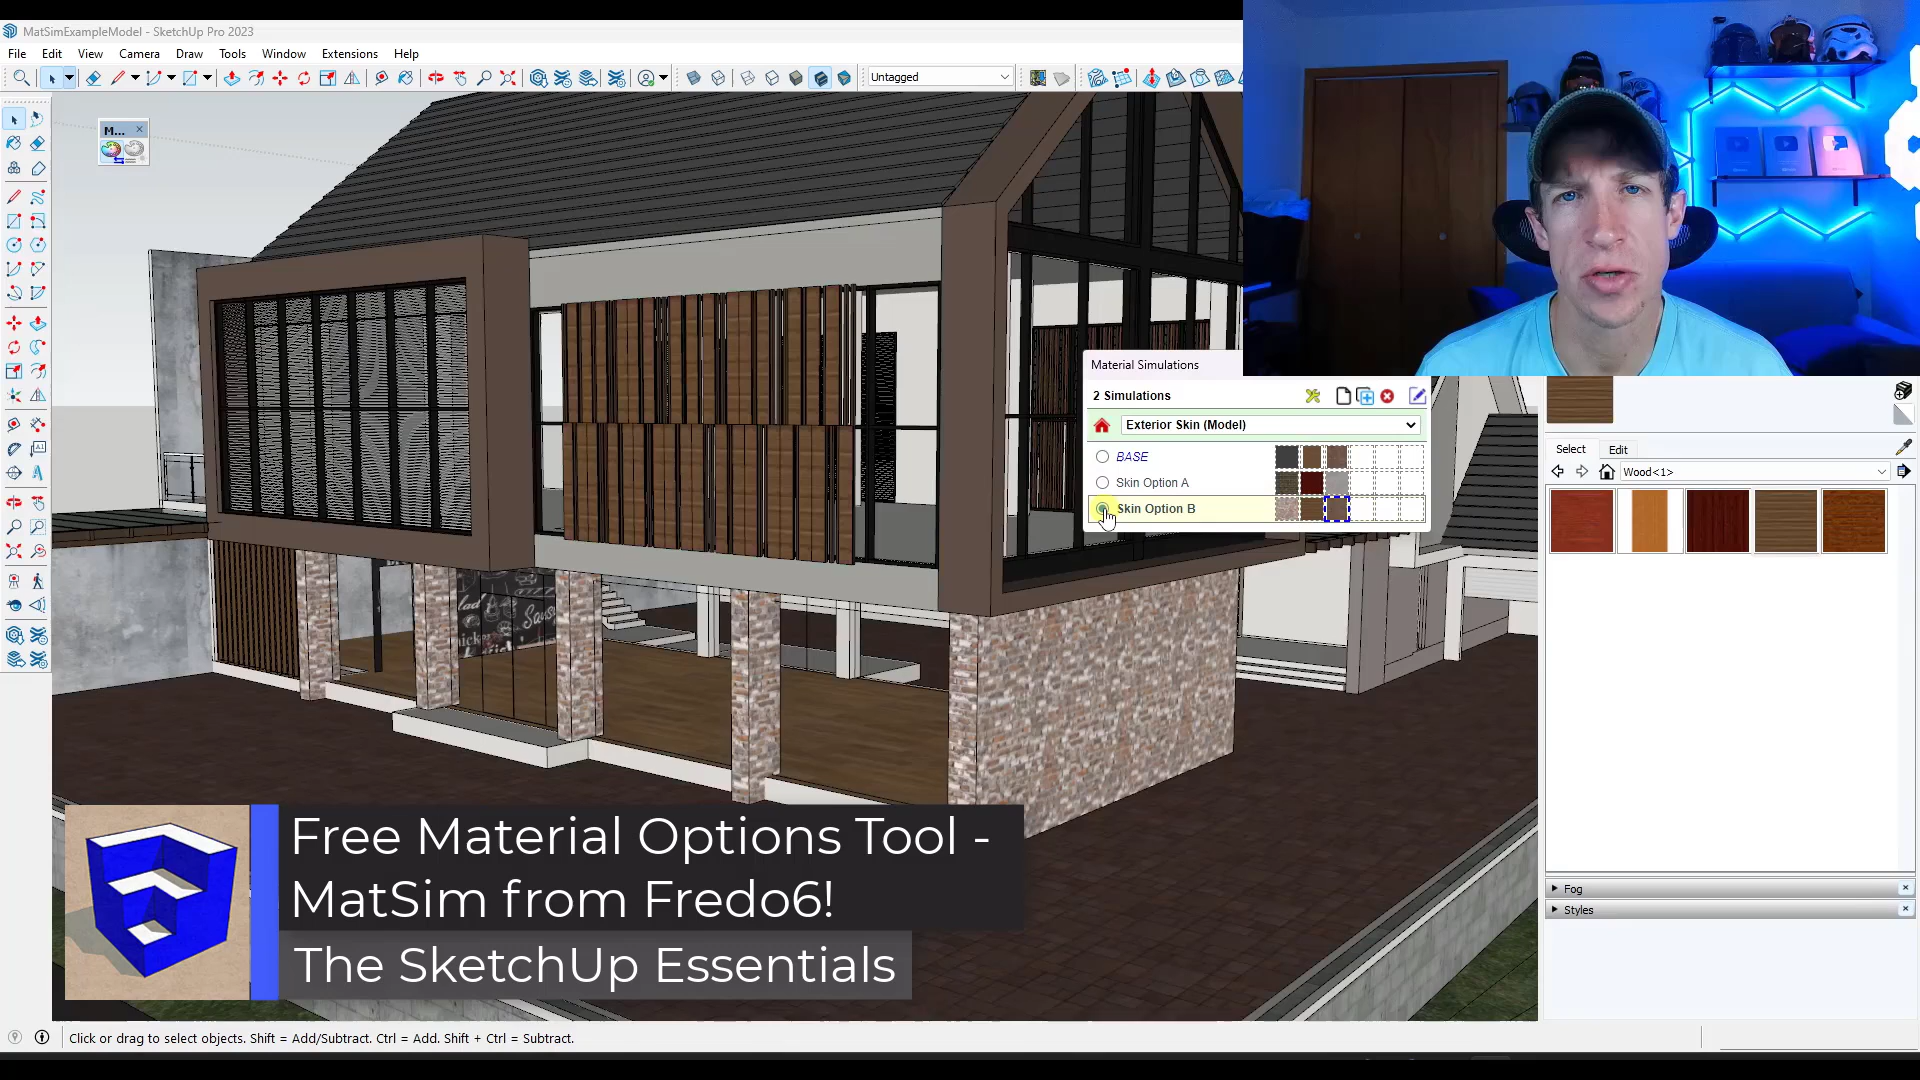 MatSimExampleModel - SketchUp Pro 2023
File Edit View Camera Draw Tools Window Extensions Help
Untagged
M...
Material Simulations
2 Simulations
Exterior Skin (Model)
BASE
Skin Option A
Skin Option B
Select Edit
Wood<1>
Fog
Styles
Free Material Options Tool -
MatSim from Fredo6!
The SketchUp Essentials
Click or drag to select objects. Shift = Add/Subtract. Ctrl = Add. Shift + Ctrl = Subtract.